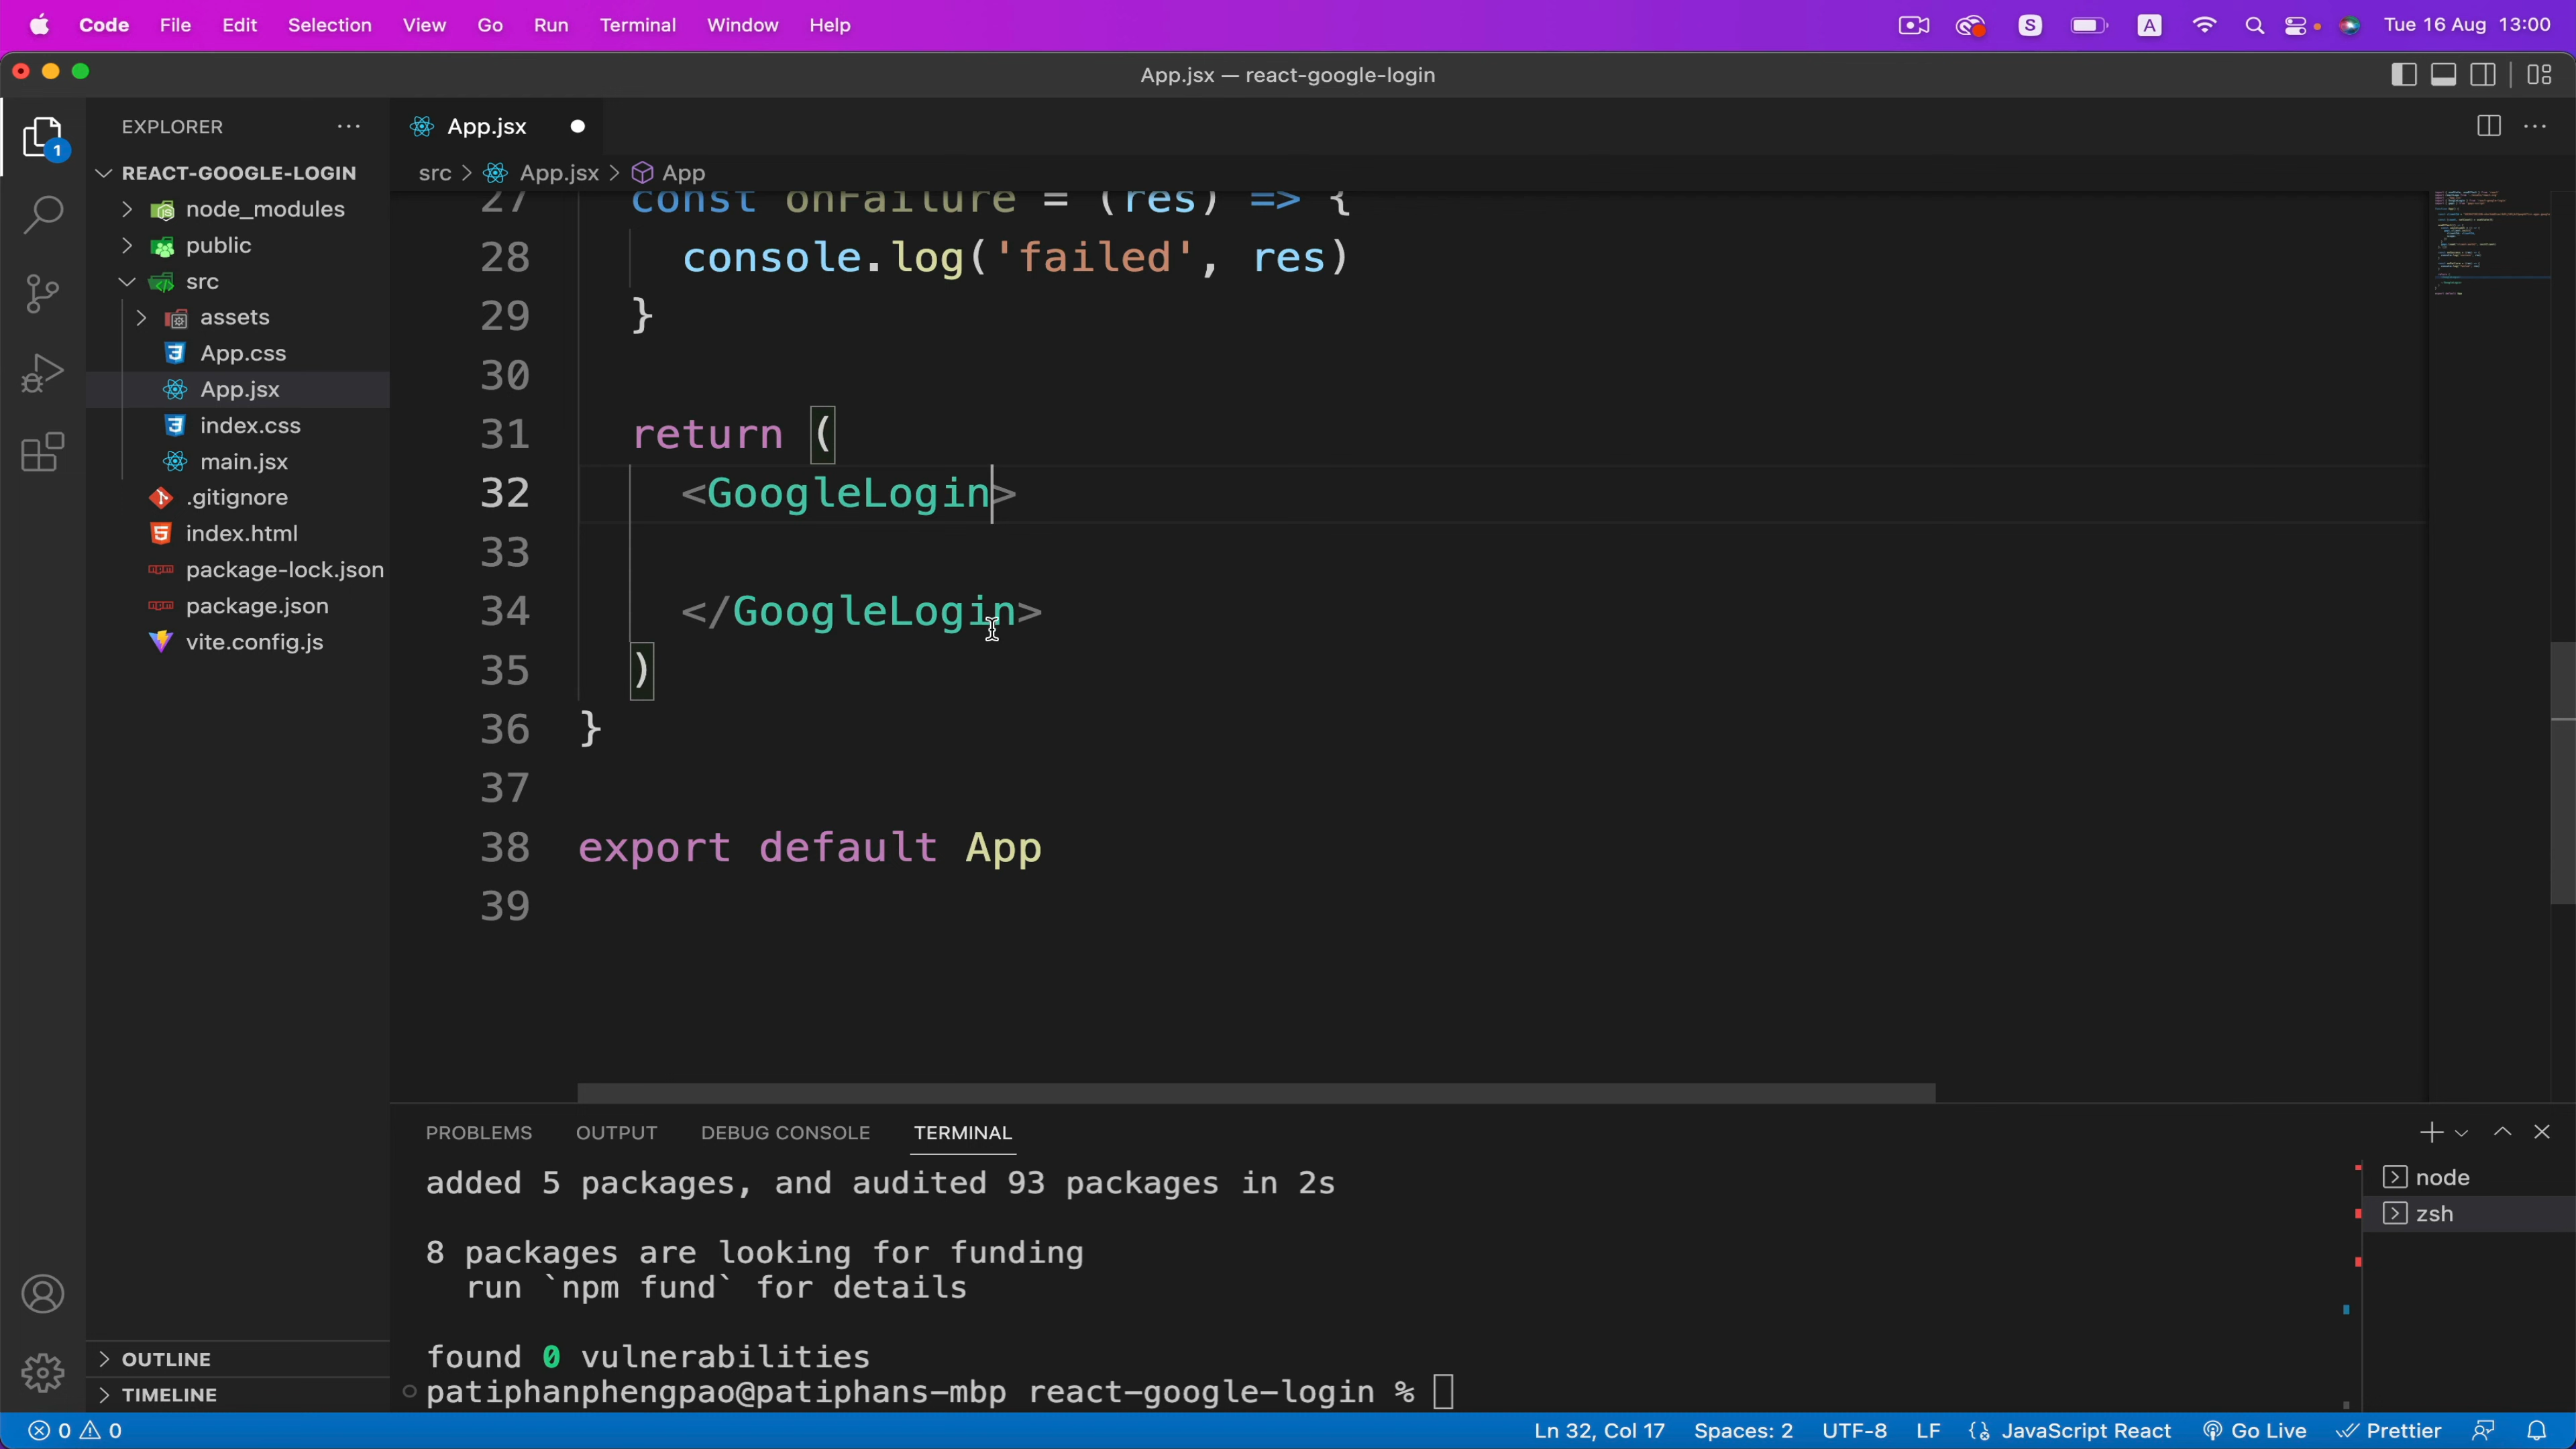 Code File Edit Selection View Go Run Terminal Window Help
S A Tue 16 Aug 13:00
App.jsx — react-google-login
EXPLORER
1
REACT-GOOGLE-LOGIN
node_modules
public
src
assets
App.css
App.jsx
index.css
main.jsx
.gitignore
index.html
package-lock.json
package.json
vite.config.js
OUTLINE
TIMELINE
App.jsx
src > App.jsx > App
27 const onFailure = (res) => {
28 console.log('failed', res)
29 }
30
31 return (
32 <GoogleLogin>
33
34 </GoogleLogin>
35 )
36 }
37
38 export default App
39
PROBLEMS OUTPUT DEBUG CONSOLE TERMINAL
added 5 packages, and audited 93 packages in 2s
8 packages are looking for funding
run `npm fund` for details
found 0 vulnerabilities
patiphanphengpao@patiphans-mbp react-google-login %
node
zsh
0 0 Ln 32, Col 17 Spaces: 2 UTF-8 LF JavaScript React Go Live Prettier